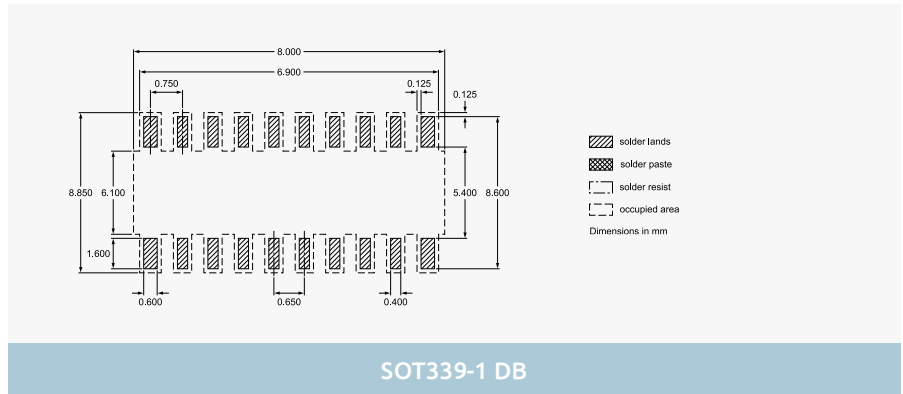 8.000
6.900
0.750
0.125
0.125
8.850
6.100
5.400
8.600
1.600
0.600
0.650
0.400
solder lands
solder paste
solder resist
occupied area
Dimensions in mm
SOT339-1 DB